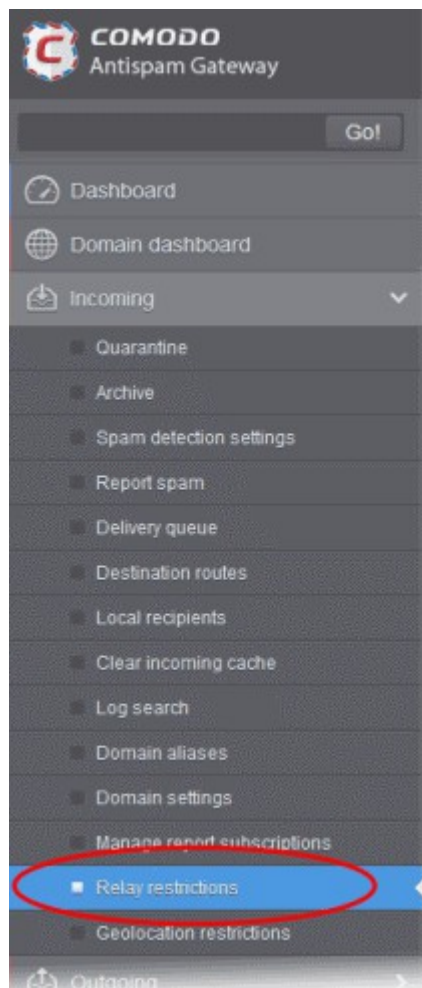 COMODO
Antispam Gateway
Go!
Dashboard
Domain dashboard
Incoming
Quarantine
Archive
Spam detection settings
Report spam
Delivery queue
Destination routes
Local recipients
Clear incoming cache
Log search
Domain aliases
Domain settings
Manage report subscriptions
Relay restrictions
Geolocation restrictions
Outgoing